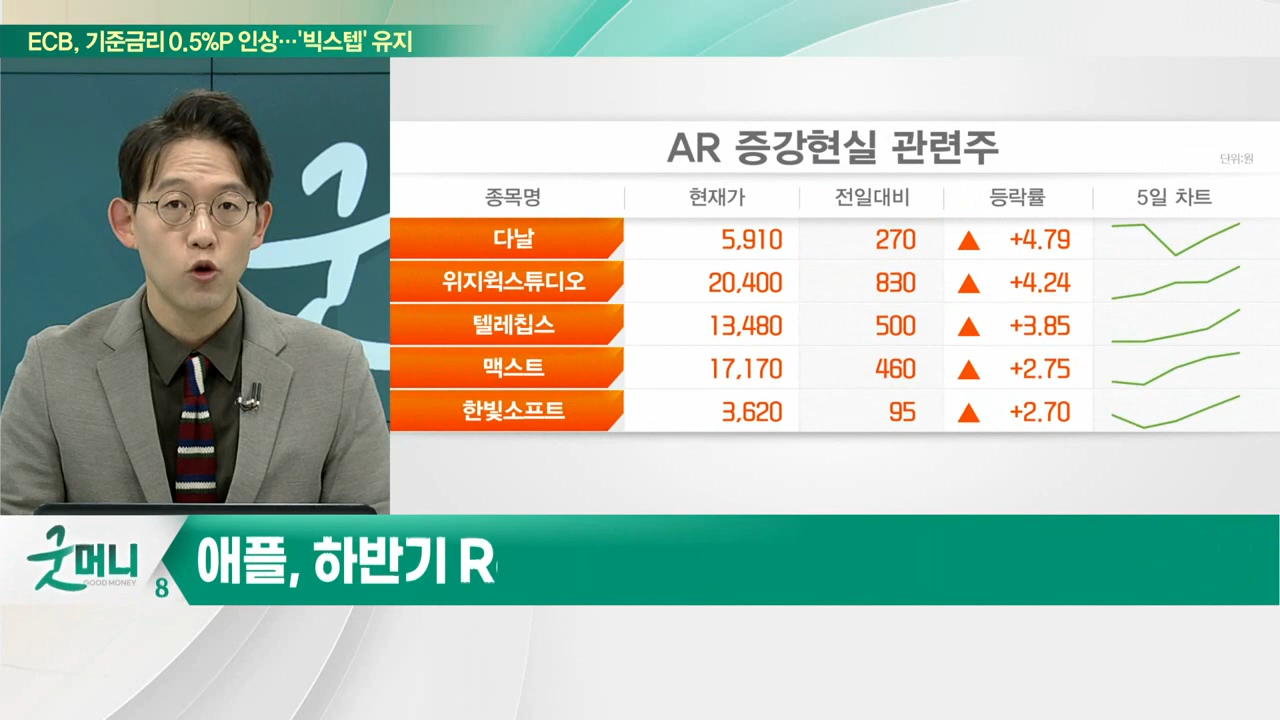 ECB, 기준금리 0.5%P 인상…'빅스텝' 유지
AR 증강현실 관련주
단위:원
종목명 현재가 전일대비 등락률 5일 차트
다날 5,910 270 ▲ +4.79
위지윅스튜디오 20,400 830 ▲ +4.24
텔레칩스 13,480 500 ▲ +3.85
맥스트 17,170 460 ▲ +2.75
한빛소프트 3,620 95 ▲ +2.70
굿머니
GOOD MONEY
8
애플, 하반기 R